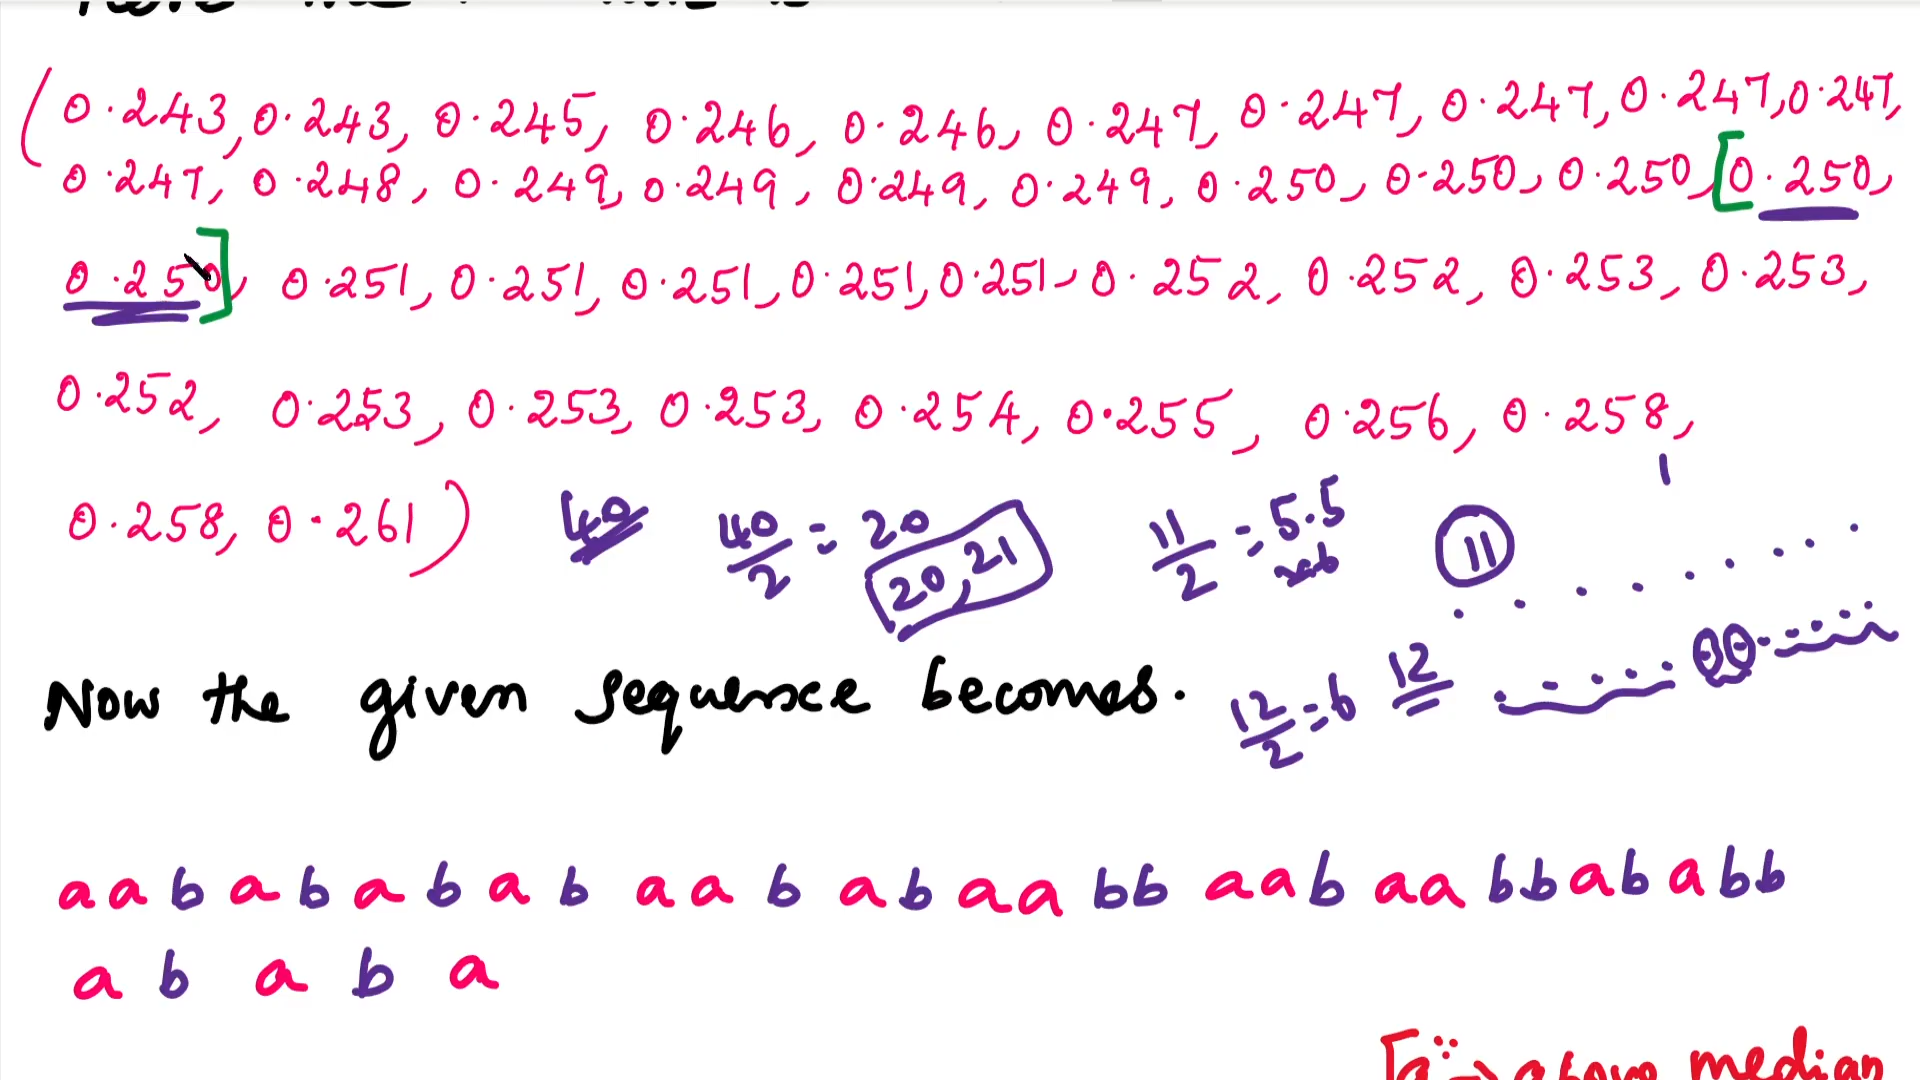 (0.243, 0.243, 0.245, 0.246, 0.246, 0.247, 0.247, 0.247, 0.247, 0.247,
0.247, 0.248, 0.249, 0.249, 0.249, 0.249, 0.250, 0.250, 0.250, [0.250,
0.250], 0.251, 0.251, 0.251, 0.251, 0.251, 0.252, 0.252, 0.253, 0.253,
0.252, 0.253, 0.253, 0.253, 0.254, 0.255, 0.256, 0.258,
0.258, 0.261)
40
40/2 = 20
20, 21
11/2 = 5.5
11
Now the given sequence becomes.
12/2 = 6
12
a a b a b a b a b a a b a b a a b b a a b a a b b a b a b b
a b a b a
above median